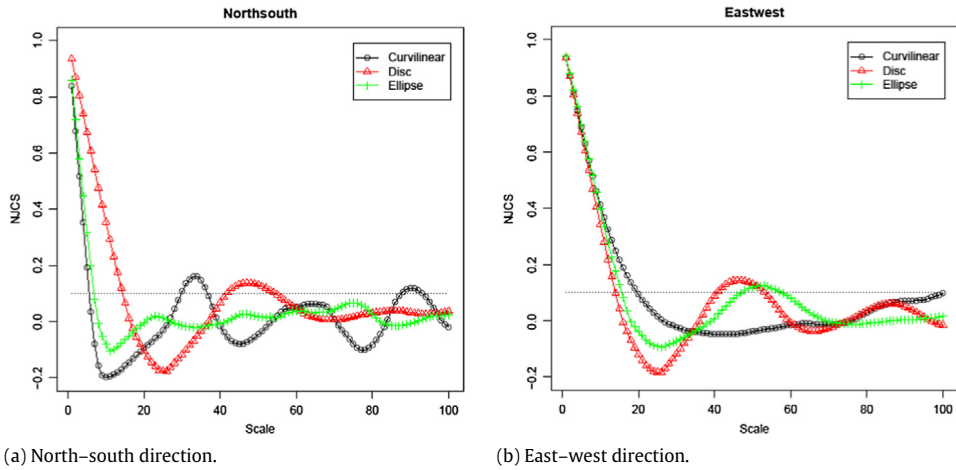 Northsouth
1.0
0.8
0.6
0.4
0.2
0.0
−0.2
NJCS
Curvilinear
Disc
Ellipse
0 20 40 60 80 100
Scale
(a) North–south direction.
Eastwest
1.0
0.8
0.6
0.4
0.2
0.0
−0.2
NJCS
Curvilinear
Disc
Ellipse
0 20 40 60 80 100
Scale
(b) East–west direction.